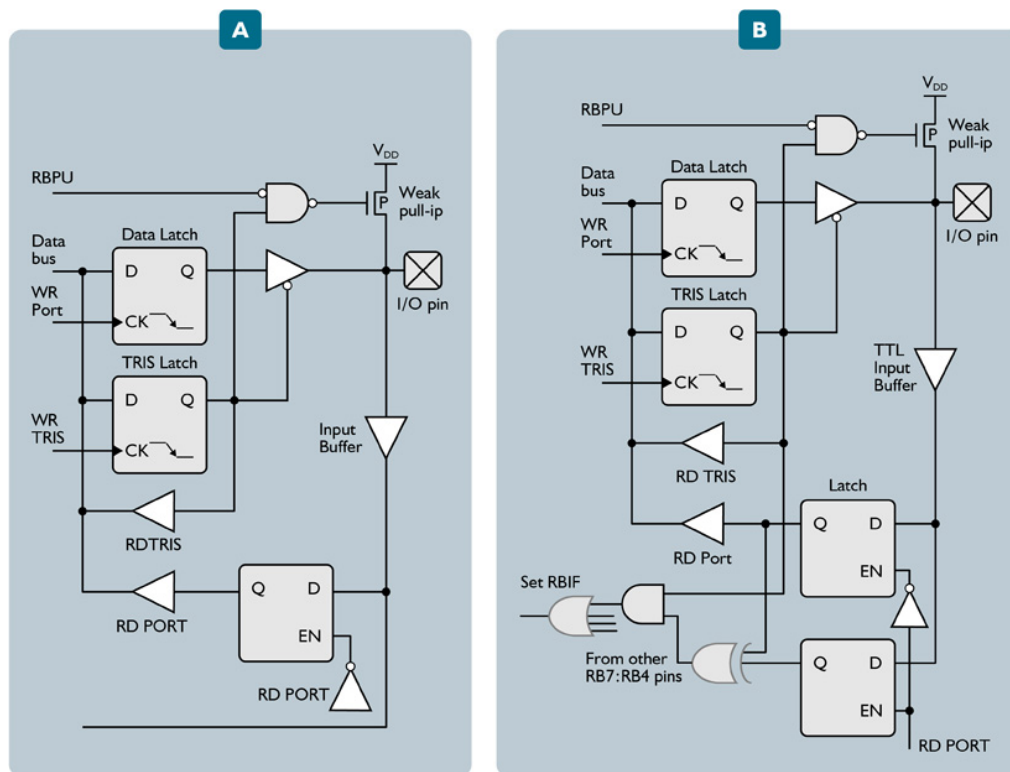 A
RBPU
V_DD
Weak
pull-ip
Data
bus
Data Latch
D Q
WR
Port
CK
I/O pin
TRIS Latch
D Q
WR
TRIS
CK
Input
Buffer
RDTRIS
RD PORT
Q D
EN
RD PORT
P
B
RBPU
V_DD
P
Weak
pull-ip
Data
bus
Data Latch
D Q
WR
Port
CK
I/O pin
TRIS Latch
D Q
WR
TRIS
CK
TTL
Input
Buffer
RD TRIS
Latch
Q D
EN
RD Port
Set RBIF
From other
RB7:RB4 pins
Q D
EN
RD PORT